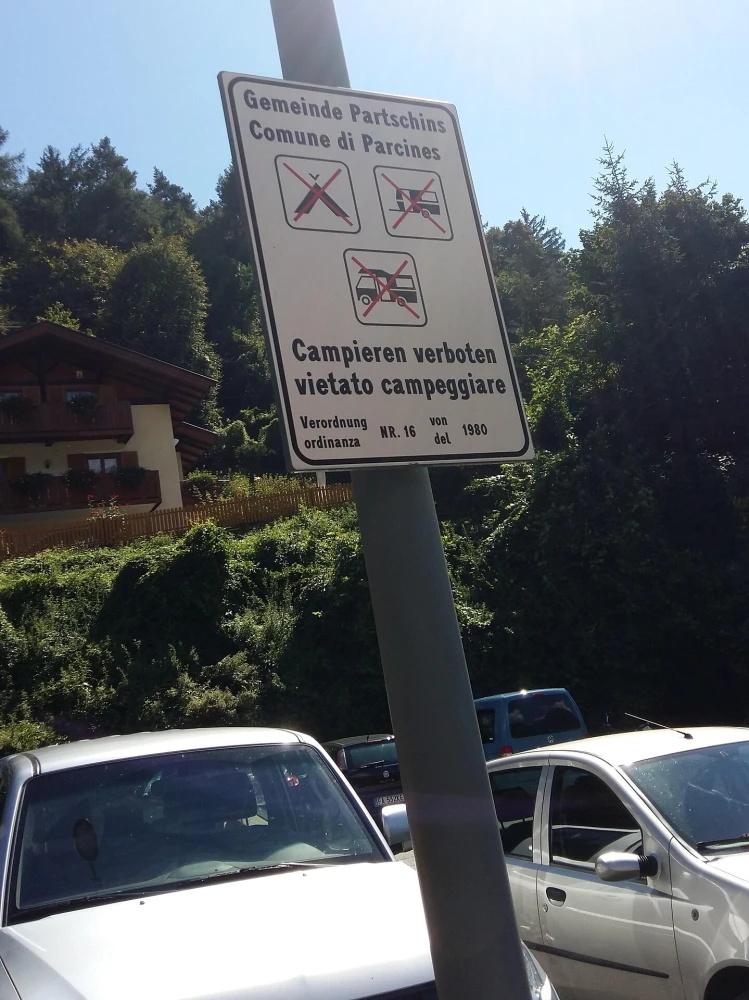 Gemeinde Partschins
Comune di Parcines
Campieren verboten
vietato campeggiare
Verordnung NR. 16 von 1980
ordinanza del